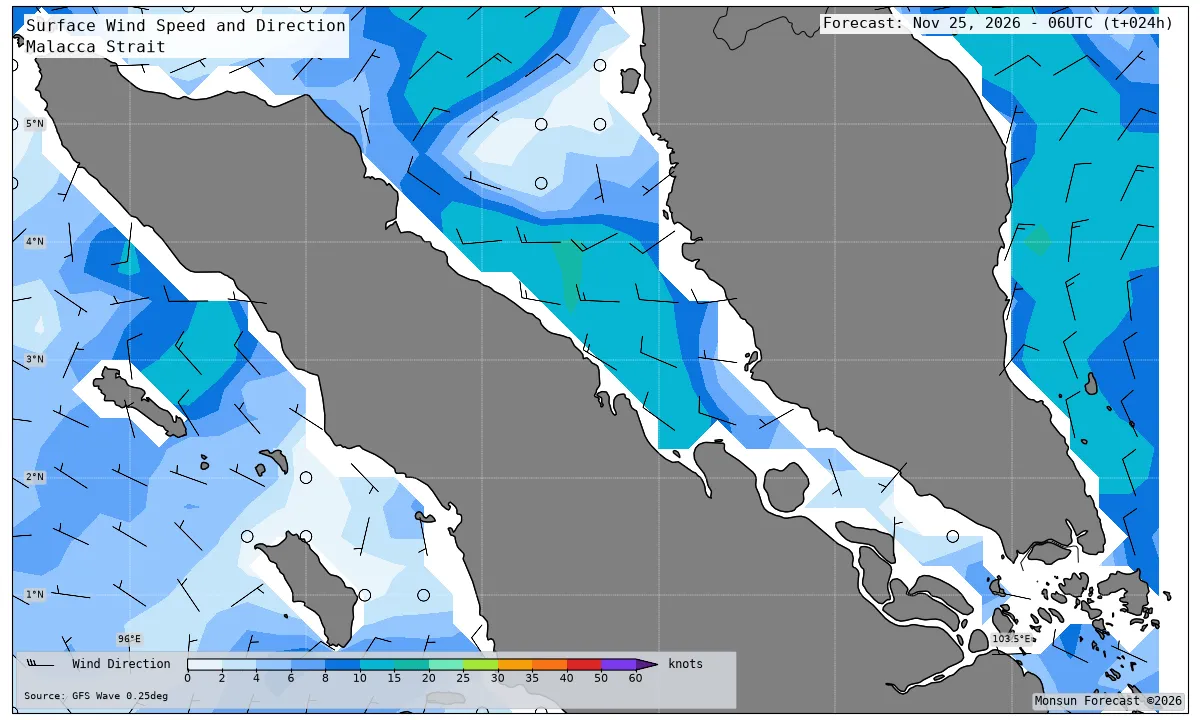 Surface Wind Speed and Direction
Malacca Strait
Forecast: Nov 25, 2026 - 06UTC (t+024h)
5°N
4°N
3°N
2°N
1°N
96°E
103.5°E
Wind Direction
0 2 4 6 8 10 12 15 20 25 30 35 40 50 60
knots
Source: GFS Wave 0.25deg
Monsun Forecast ©2026